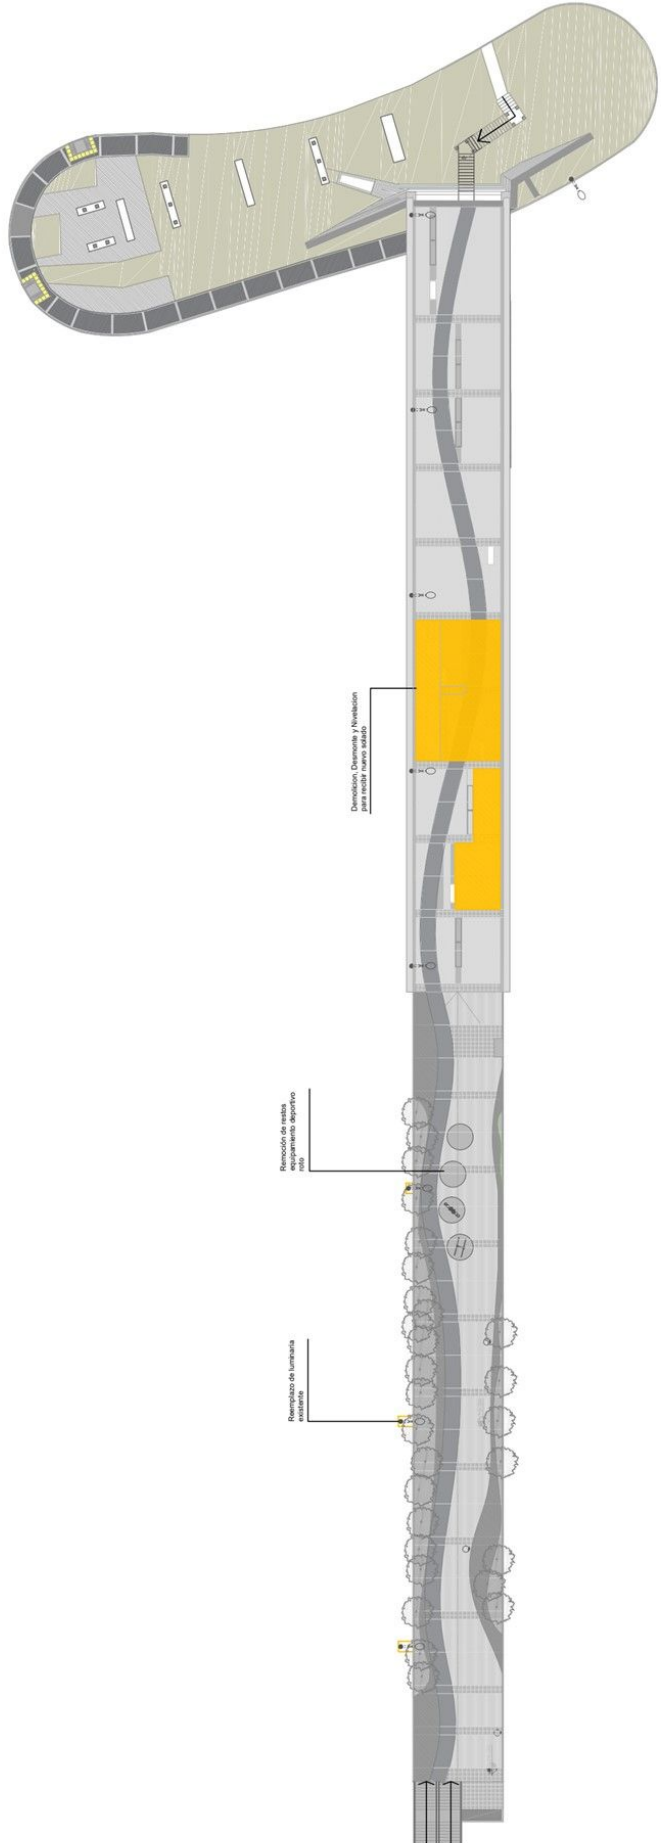 Demolicion, Desmonte y Nivelacion
para recibir nuevo solado
Remoción de restos
equipamiento deportivo
roto
Reemplazo de luminaria
existente